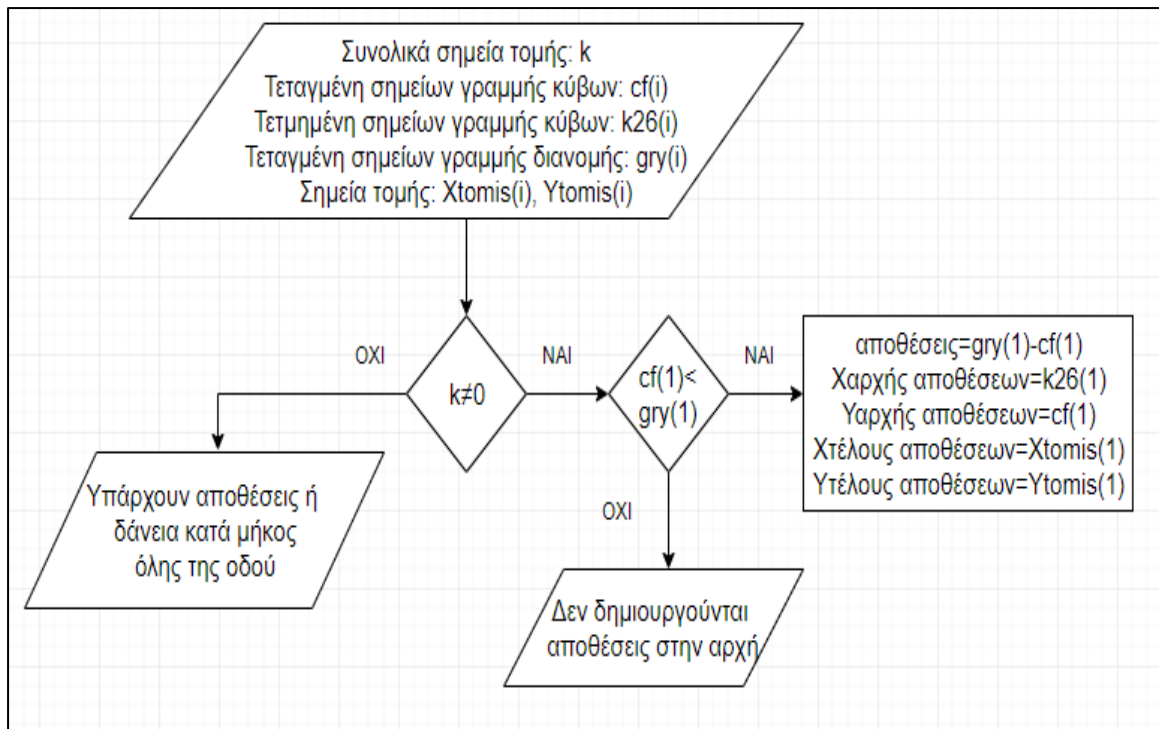 Συνολικά σημεία τομής: k
Τεταγμένη σημείων γραμμής κύβων: cf(i)
Τετμημένη σημείων γραμμής κύβων: k26(i)
Τεταγμένη σημείων γραμμής διανομής: gry(i)
Σημεία τομής: Xtomis(i), Ytomis(i)
ΟΧΙ
k≠0
ΝΑΙ
cf(1)<
gry(1)
ΝΑΙ
αποθέσεις=gry(1)-cf(1)
Χαρχής αποθέσεων=k26(1)
Υαρχής αποθέσεων=cf(1)
Χτέλους αποθέσεων=Xtomis(1)
Υτέλους αποθέσεων=Ytomis(1)
Υπάρχουν αποθέσεις ή
δάνεια κατά μήκος
όλης της οδού
ΟΧΙ
Δεν δημιουργούνται
αποθέσεις στην αρχή